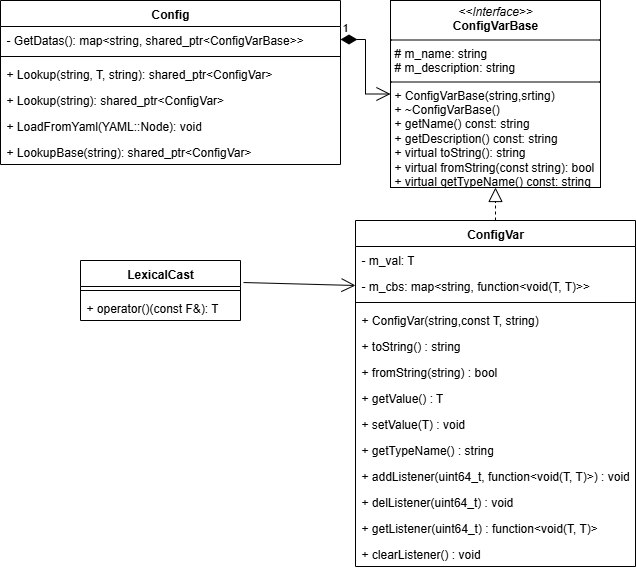 Config
- GetDatas(): map<string, shared_ptr<ConfigVarBase>>
+ Lookup(string, T, string): shared_ptr<ConfigVar>
+ Lookup(string): shared_ptr<ConfigVar>
+ LoadFromYaml(YAML::Node): void
+ LookupBase(string): shared_ptr<ConfigVar>
1
<<Interface>>
ConfigVarBase
# m_name: string
# m_description: string
+ ConfigVarBase(string,srting)
+ ~ConfigVarBase()
+ getName() const: string
+ getDescription() const: string
+ virtual toString(): string
+ virtual fromString(const string): bool
+ virtual getTypeName() const: string
LexicalCast
+ operator()(const F&): T
ConfigVar
- m_val: T
- m_cbs: map<string, function<void(T, T)>>
+ ConfigVar(string,const T, string)
+ toString() : string
+ fromString(string) : bool
+ getValue() : T
+ setValue(T) : void
+ getTypeName() : string
+ addListener(uint64_t, function<void(T, T)>) : void
+ delListener(uint64_t) : void
+ getListener(uint64_t) : function<void(T, T)>
+ clearListener() : void